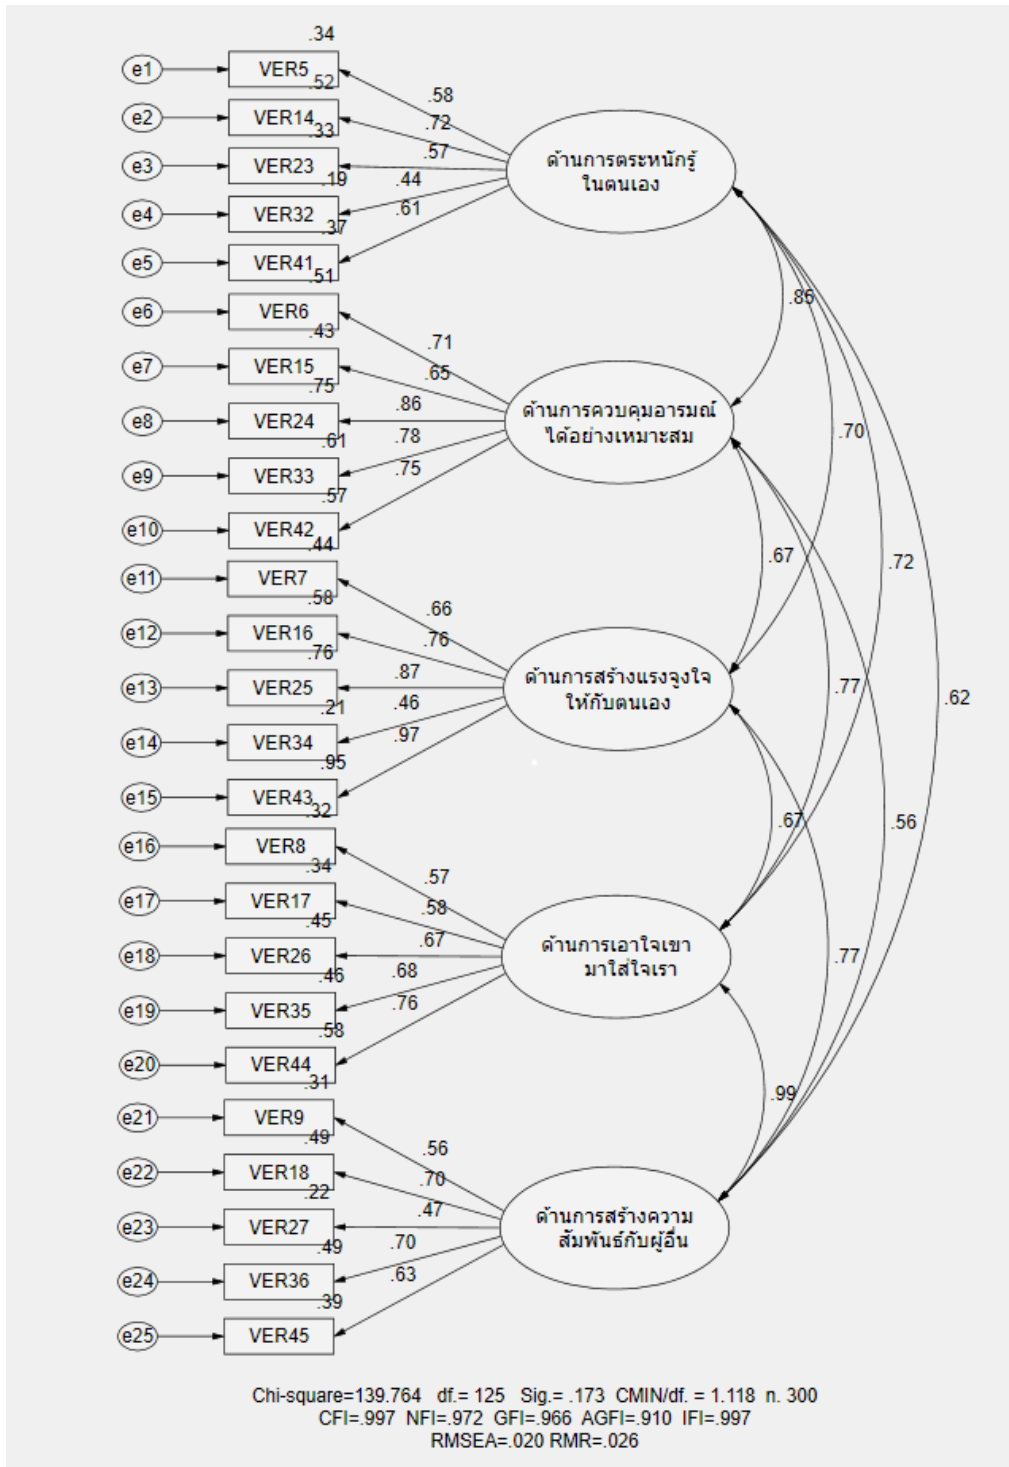 .34
e1 VER5
.52 .58
e2 VER14 .72
.33 .57
e3 VER23
.19 .44
e4 VER32 .61
.37
e5 VER41
.51
ด้านการตระหนักรู้
ในตนเอง
e6 VER6
.43 .71
e7 VER15 .65
.75 .86
e8 VER24
.61 .78
e9 VER33 .75
.57
e10 VER42
.44
ด้านการควบคุมอารมณ์
ได้อย่างเหมาะสม
e11 VER7
.58 .66
e12 VER16 .76
.76 .87
e13 VER25
.21 .46
e14 VER34 .97
.95
e15 VER43
.32
ด้านการสร้างแรงจูงใจ
ให้กับตนเอง
e16 VER8
.34 .57
e17 VER17 .58
.45 .67
e18 VER26
.46 .68
e19 VER35 .76
.58
e20 VER44
.31
ด้านการเอาใจเขา
มาใส่ใจเรา
e21 VER9
.49 .56
e22 VER18 .70
.22 .47
e23 VER27
.49 .70
e24 VER36 .63
.39
e25 VER45
ด้านการสร้างความ
สัมพันธ์กับผู้อื่น
.85
.70
.67
.72
.77
.62
.67
.56
.77
.99
Chi-square=139.764 df.= 125 Sig.= .173 CMIN/df. = 1.118 n. 300
CFI=.997 NFI=.972 GFI=.966 AGFI=.910 IFI=.997
RMSEA=.020 RMR=.026